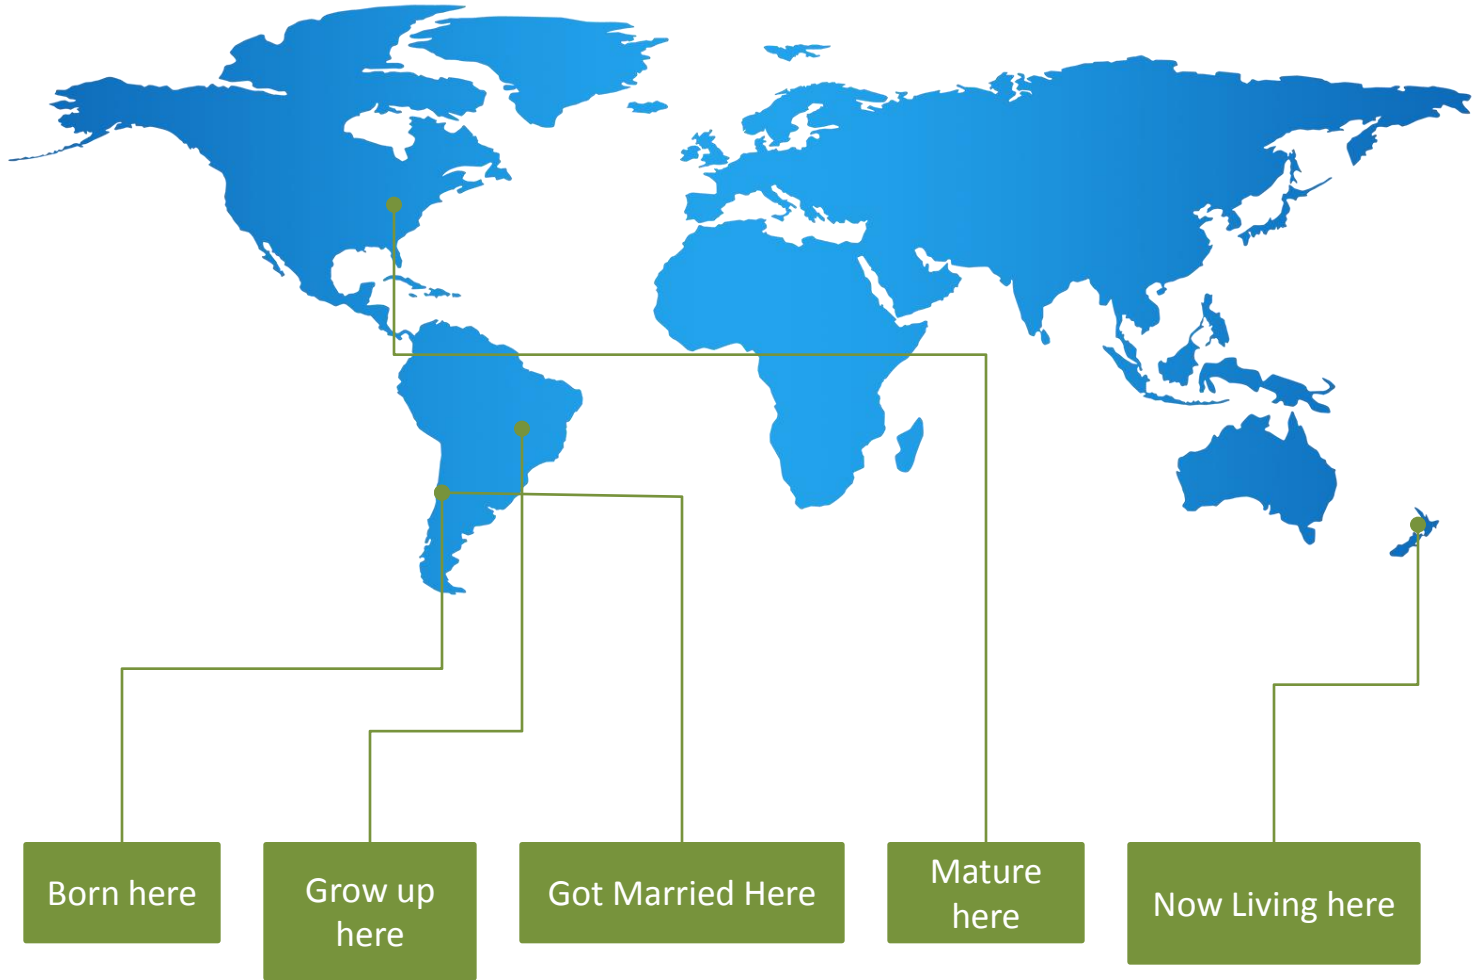 Born here
Grow up
here
Got Married Here
Mature
here
Now Living here